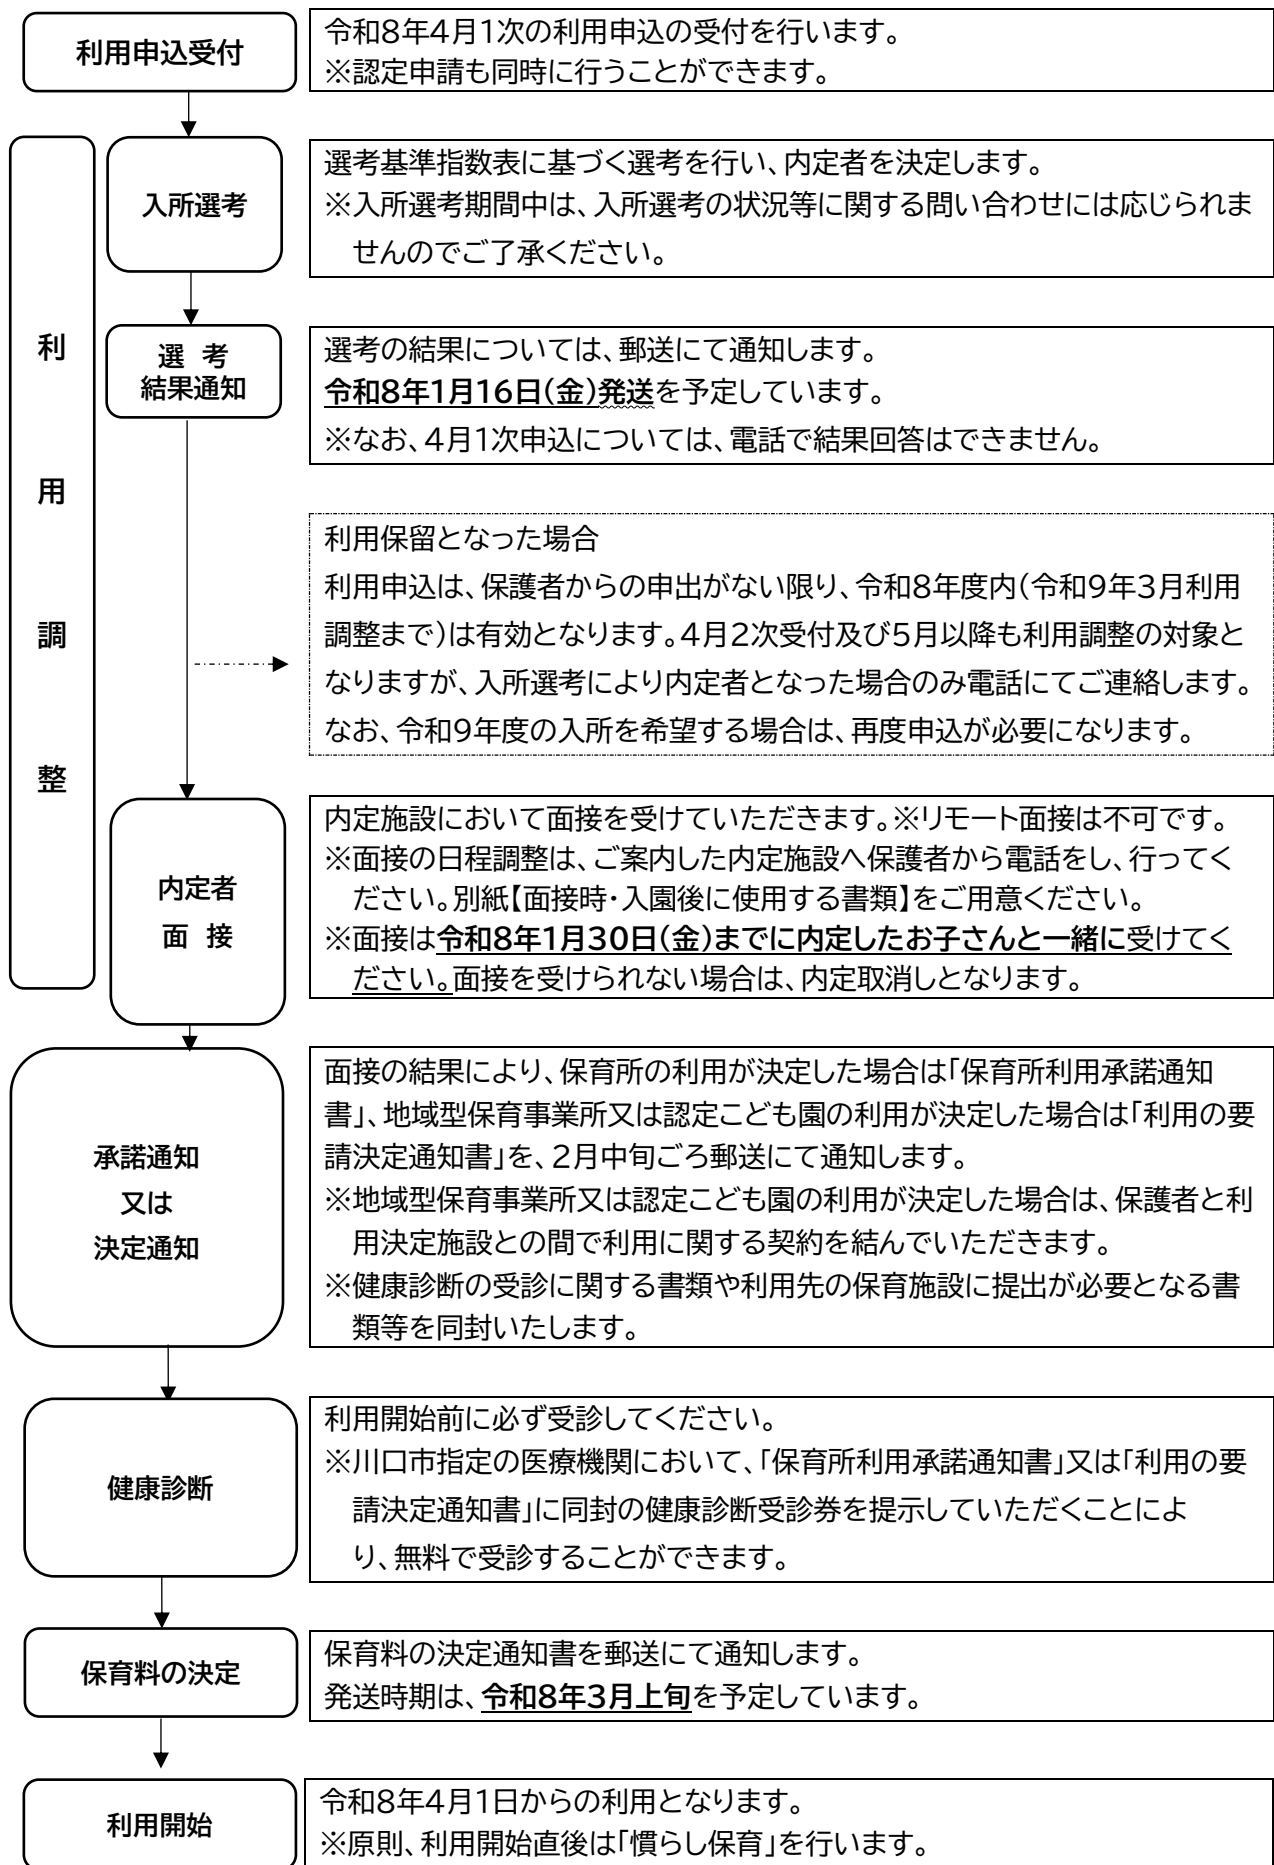 利用申込受付
令和8年4月1次の利用申込の受付を行います。
※認定申請も同時に行うことができます。
利用調整
入所選考
選考基準指数表に基づく選考を行い、内定者を決定します。
※入所選考期間中は、入所選考の状況等に関する問い合わせには応じられま
せんのでご了承ください。
選 考
結果通知
選考の結果については、郵送にて通知します。
令和8年1月16日(金)発送を予定しています。
※なお、4月1次申込については、電話で結果回答はできません。
利用保留となった場合
利用申込は、保護者からの申出がない限り、令和8年度内(令和9年3月利用
調整まで)は有効となります。4月2次受付及び5月以降も利用調整の対象と
なりますが、入所選考により内定者となった場合のみ電話にてご連絡します。
なお、令和9年度の入所を希望する場合は、再度申込が必要になります。
内定者
面 接
内定施設において面接を受けていただきます。※リモート面接は不可です。
※面接の日程調整は、ご案内した内定施設へ保護者から電話をし、行ってく
ださい。別紙【面接時・入園後に使用する書類】をご用意ください。
※面接は令和8年1月30日(金)までに内定したお子さんと一緒に受けてく
ださい。面接を受けられない場合は、内定取消しとなります。
承諾通知
又は
決定通知
面接の結果により、保育所の利用が決定した場合は「保育所利用承諾通知
書」、地域型保育事業所又は認定こども園の利用が決定した場合は「利用の要
請決定通知書」を、2月中旬ごろ郵送にて通知します。
※地域型保育事業所又は認定こども園の利用が決定した場合は、保護者と利
用決定施設との間で利用に関する契約を結んでいただきます。
※健康診断の受診に関する書類や利用先の保育施設に提出が必要となる書
類等を同封いたします。
健康診断
利用開始前に必ず受診してください。
※川口市指定の医療機関において、「保育所利用承諾通知書」又は「利用の要
請決定通知書」に同封の健康診断受診券を提示していただくことによ
り、無料で受診することができます。
保育料の決定
保育料の決定通知書を郵送にて通知します。
発送時期は、令和8年3月上旬を予定しています。
利用開始
令和8年4月1日からの利用となります。
※原則、利用開始直後は「慣らし保育」を行います。